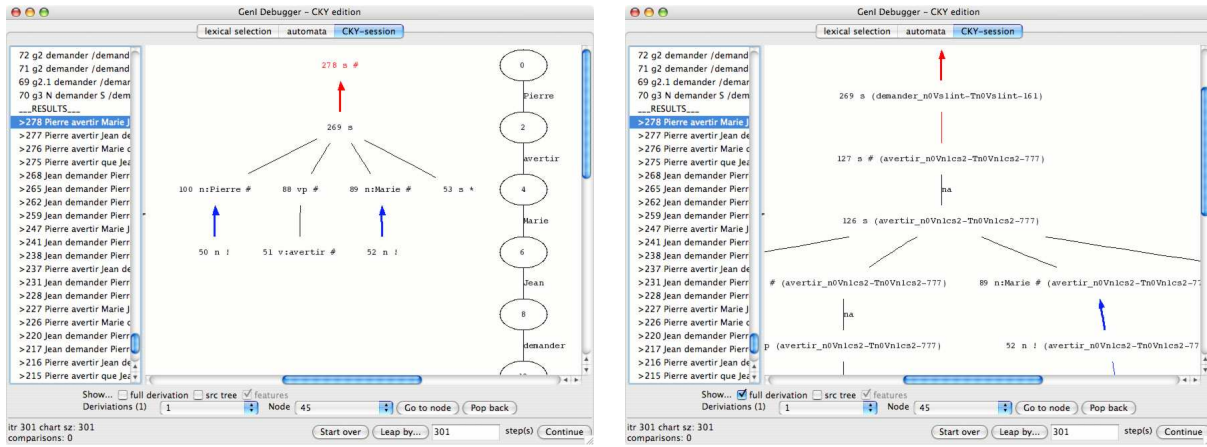 GenI Debugger – CKY edition
lexical selection automata CKY-session
72 g2 demander /demand
71 g2 demander /demand
69 g2.1 demander /demar
70 g3 N demander S /dem
___RESULTS___
>278 Pierre avertir Marie J
>277 Pierre avertir Jean de
>276 Pierre avertir Marie c
>275 Pierre avertir que Jea
>268 Jean demander Pierr
>265 Jean demander Pierr
>262 Jean demander Pierr
>259 Jean demander Pierr
>247 Pierre avertir Marie J
>241 Jean demander Pierr
>238 Jean demander Pierr
>237 Pierre avertir Jean de
>231 Jean demander Pierr
>228 Jean demander Pierr
>227 Pierre avertir Marie J
>226 Pierre avertir Marie c
>220 Jean demander Pierr
>217 Jean demander Pierr
>216 Pierre avertir Jean de
>215 Pierre avertir que Jea
278 s #
269 s
100 n:Pierre # 88 vp # 89 n:Marie # 53 s *
50 n ! 51 v:avertir # 52 n !
0
Pierre
2
avertir
4
Marie
6
Jean
8
demander
Show... full derivation src tree features
Deriviations (1) 1 Node 45 Go to node Pop back
itr 301 chart sz: 301
comparisons: 0
Start over Leap by... 301 step(s) Continue
GenI Debugger – CKY edition
lexical selection automata CKY-session
72 g2 demander /demand
71 g2 demander /demand
69 g2.1 demander /demar
70 g3 N demander S /dem
___RESULTS___
>278 Pierre avertir Marie J
>277 Pierre avertir Jean de
>276 Pierre avertir Marie c
>275 Pierre avertir que Jea
>268 Jean demander Pierr
>265 Jean demander Pierr
>262 Jean demander Pierr
>259 Jean demander Pierr
>247 Pierre avertir Marie J
>241 Jean demander Pierr
>238 Jean demander Pierr
>237 Pierre avertir Jean de
>231 Jean demander Pierr
>228 Jean demander Pierr
>227 Pierre avertir Marie J
>226 Pierre avertir Marie c
>220 Jean demander Pierr
>217 Jean demander Pierr
>216 Pierre avertir Jean de
>215 Pierre avertir que Jea
269 s (demander_n0Vs1int-Tn0Vs1int-161)
127 s # (avertir_n0Vn1cs2-Tn0Vn1cs2-777)
na
126 s (avertir_n0Vn1cs2-Tn0Vn1cs2-777)
# (avertir_n0Vn1cs2-Tn0Vn1cs2-777) 89 n:Marie # (avertir_n0Vn1cs2-Tn0Vn1cs2-77
na
p (avertir_n0Vn1cs2-Tn0Vn1cs2-777) 52 n ! (avertir_n0Vn1cs2-Tn0Vn1cs2-77
Show... full derivation src tree features
Deriviations (1) 1 Node 45 Go to node Pop back
itr 301 chart sz: 301
comparisons: 0
Start over Leap by... 301 step(s) Continue